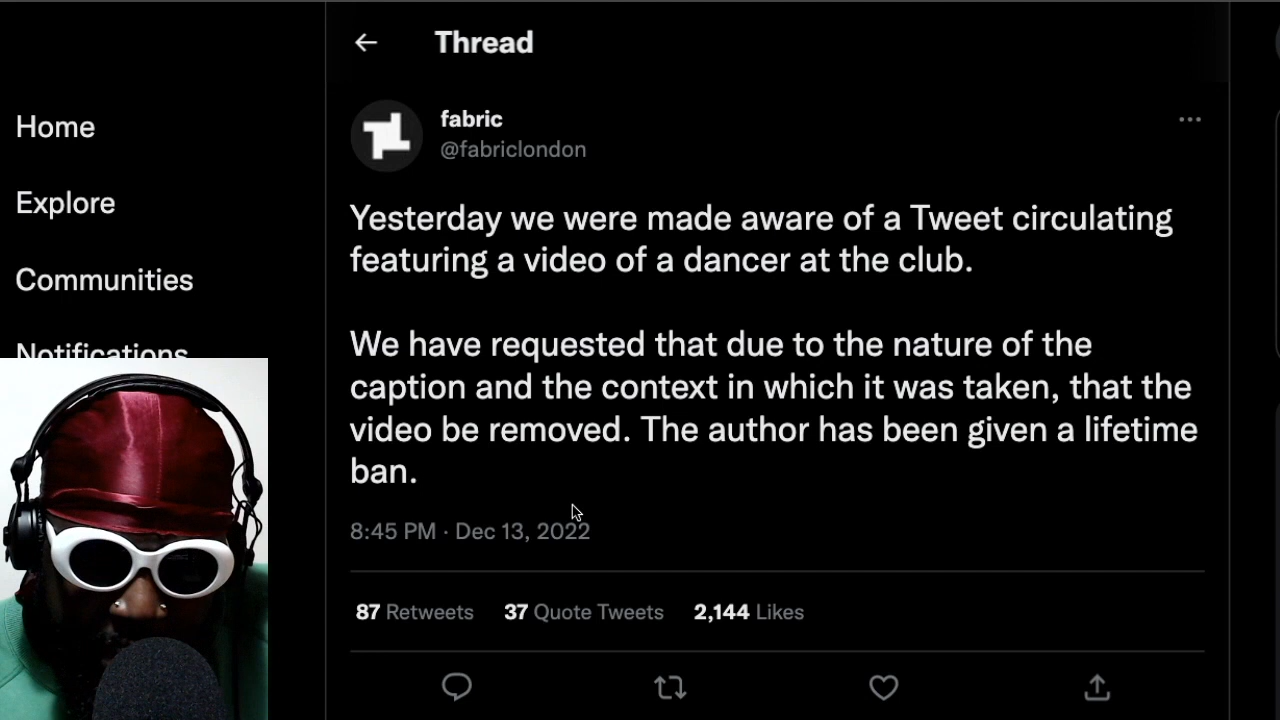 Thread
Home
Explore
Communities
Notifications
fabric
@fabriclondon
Yesterday we were made aware of a Tweet circulating
featuring a video of a dancer at the club.
We have requested that due to the nature of the
caption and the context in which it was taken, that the
video be removed. The author has been given a lifetime
ban.
8:45 PM · Dec 13, 2022
87 Retweets 37 Quote Tweets 2,144 Likes